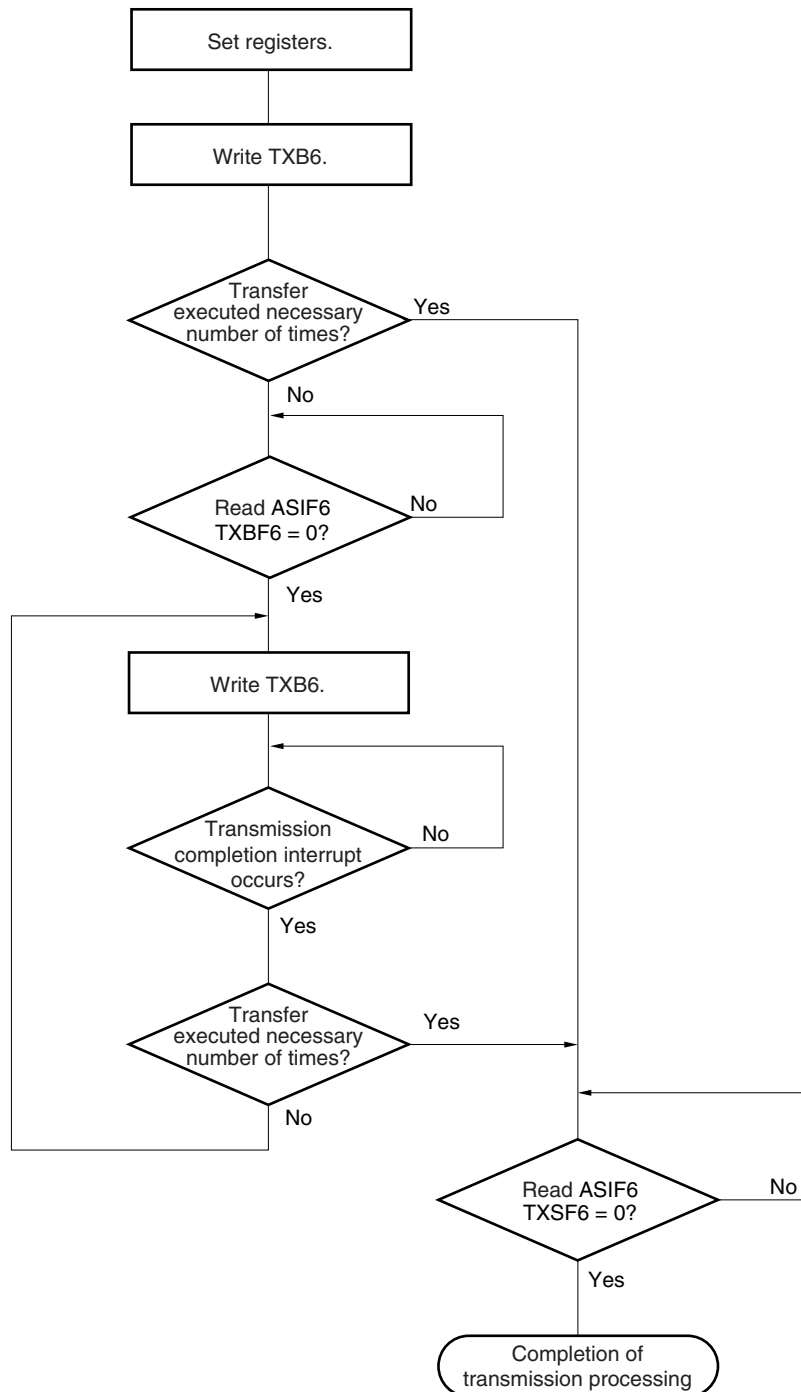 Set registers.
Write TXB6.
Transfer
executed necessary
number of times?
Yes
No
Read ASIF6
TXBF6 = 0?
No
Yes
Write TXB6.
Transmission
completion interrupt
occurs?
No
Yes
Transfer
executed necessary
number of times?
Yes
No
Read ASIF6
TXSF6 = 0?
No
Yes
Completion of
transmission processing